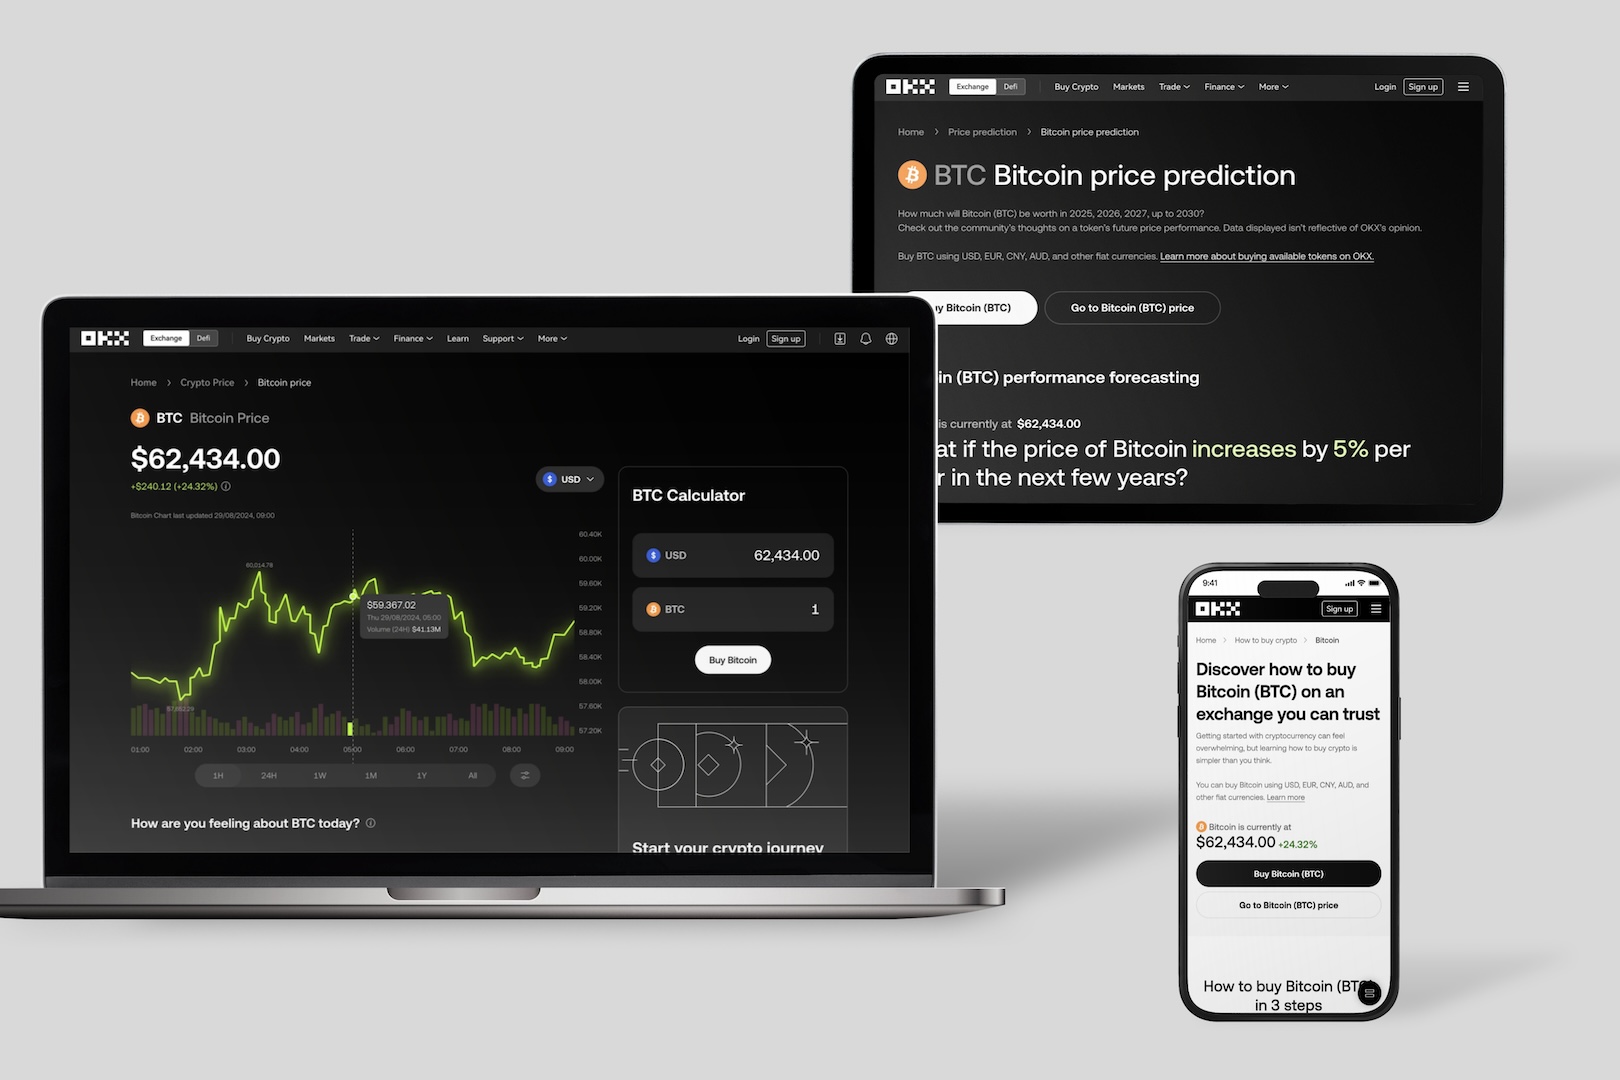 OKX
Exchange Defi Buy Crypto Markets Trade Finance More Login Sign up
Home > Price prediction > Bitcoin price prediction
BTC Bitcoin price prediction
How much will Bitcoin (BTC) be worth in 2025, 2026, 2027, up to 2030?
Check out the community's thoughts on a token's future price performance. Data displayed isn't reflective of OKX's opinion.
Buy BTC using USD, EUR, CNY, AUD, and other fiat currencies. Learn more about buying available tokens on OKX.
y Bitcoin (BTC) Go to Bitcoin (BTC) price
in (BTC) performance forecasting
is currently at $62,434.00
at if the price of Bitcoin increases by 5% per
r in the next few years?
OKX
Exchange Defi Buy Crypto Markets Trade Finance Learn Support More Login Sign up
Home > Crypto Price > Bitcoin price
BTC Bitcoin Price
$62,434.00
+$240.12 (+24.32%)
USD
Bitcoin Chart last updated 29/08/2024, 09:00
60.40K
60.00K
59.60K
59.20K
58.80K
58.40K
58.00K
57.60K
57.20K
60,014.78
$59.367.02
Thu 29/08/2024, 05:00
Volume (24H) $41.13M
01:00 02:00 03:00 04:00 05:00 06:00 07:00 08:00 09:00
1H 24H 1W 1M 1Y All
How are you feeling about BTC today?
BTC Calculator
USD 62,434.00
BTC 1
Buy Bitcoin
Start your crypto journey
9:41
OKX Sign up
Home > How to buy crypto > Bitcoin
Discover how to buy
Bitcoin (BTC) on an
exchange you can trust
Getting started with cryptocurrency can feel
overwhelming, but learning how to buy crypto is
simpler than you think.
You can buy Bitcoin using USD, EUR, CNY, AUD, and
other fiat currencies. Learn more
Bitcoin is currently at
$62,434.00 +24.32%
Buy Bitcoin (BTC)
Go to Bitcoin (BTC) price
How to buy Bitcoin (BTC)
in 3 steps